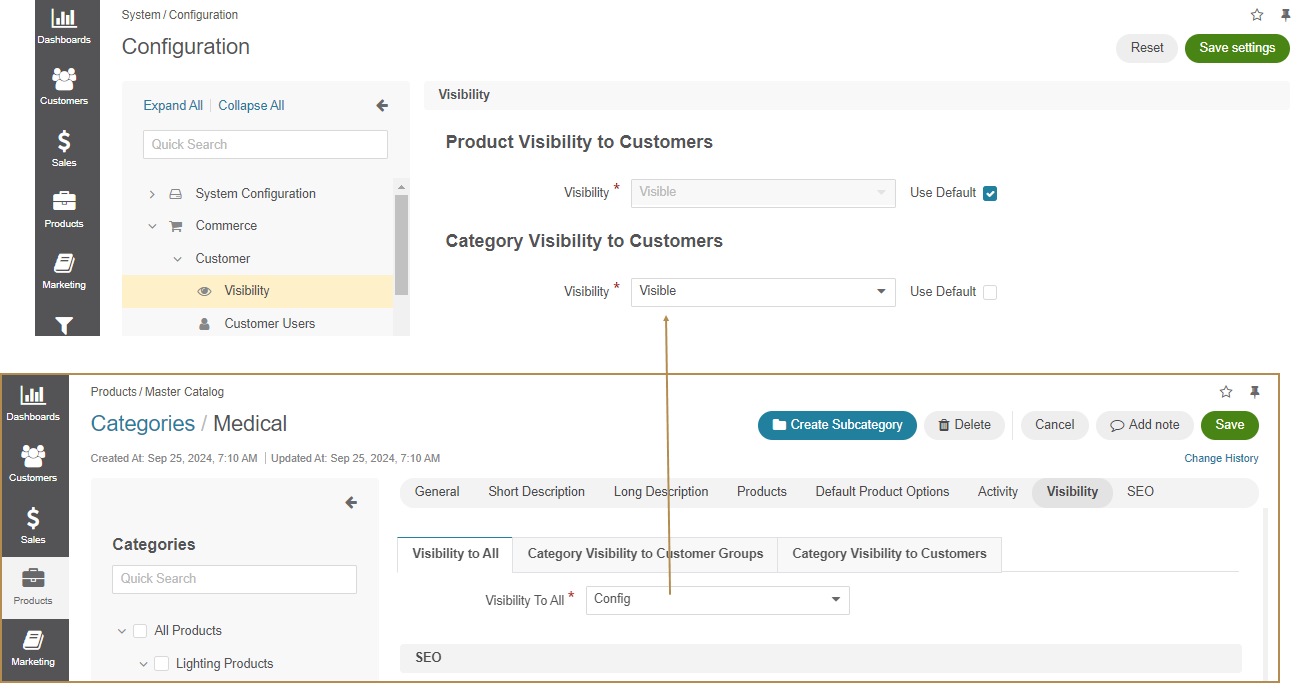 Dashboards
Customers
Sales
Products
Marketing
System / Configuration
Configuration
Reset
Save settings
Expand All | Collapse All
Quick Search
System Configuration
Commerce
Customer
Visibility
Customer Users
Visibility
Product Visibility to Customers
Visibility * Visible Use Default
Category Visibility to Customers
Visibility * Visible Use Default
Dashboards
Customers
Sales
Products
Marketing
Products / Master Catalog
Categories / Medical
Create Subcategory Delete Cancel Add note Save
Created At: Sep 25, 2024, 7:10 AM | Updated At: Sep 25, 2024, 7:10 AM
Change History
Categories
Quick Search
All Products
Lighting Products
General Short Description Long Description Products Default Product Options Activity Visibility SEO
Visibility to All Category Visibility to Customer Groups Category Visibility to Customers
Visibility To All * Config
SEO